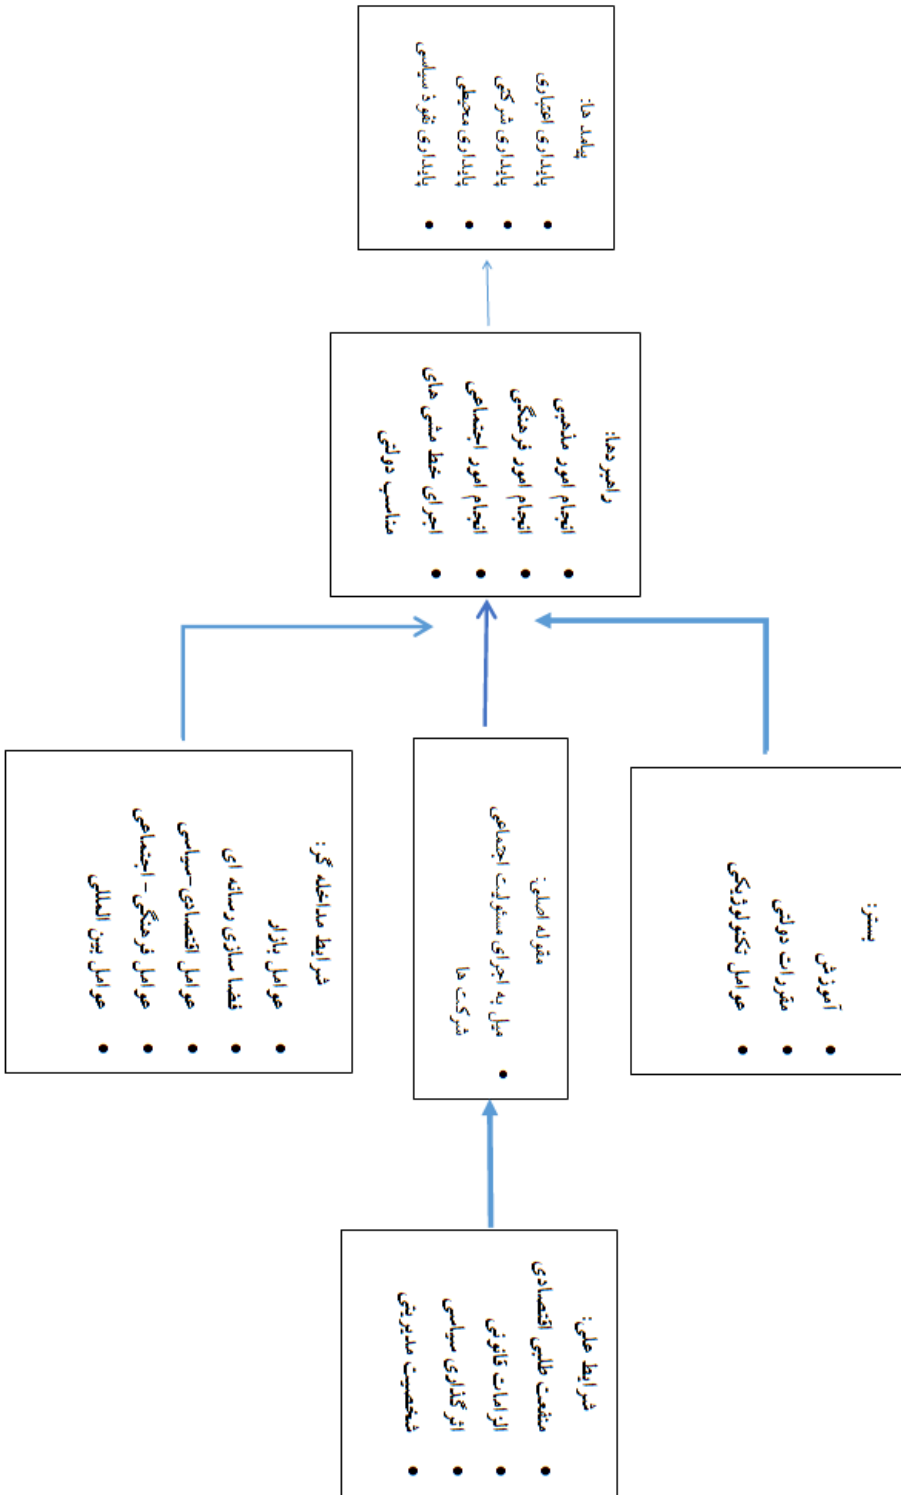 شرایط علی:
منفعت طلبی اقتصادی
الزامات قانونی
اثرگذاری سیاسی
شخصیت مدیریتی
بستر:
آموزش
مقررات دولتی
عوامل تکنولوژیکی
مقوله اصلی:
میل به اجرای مسئولیت اجتماعی
شرکت ها
شرایط مداخله گر:
عوامل بازار
فضا سازی رسانه ای
عوامل اقتصادی-سیاسی
عوامل فرهنگی - اجتماعی
عوامل بین المللی
راهبردها:
انجام امور مذهبی
انجام امور فرهنگی
انجام امور اجتماعی
اجرای خط مشی های
مناسب دولتی
پیامد ها:
پایداری اعتباری
پایداری شرکتی
پایداری محیطی
پایداری نفوذ سیاسی